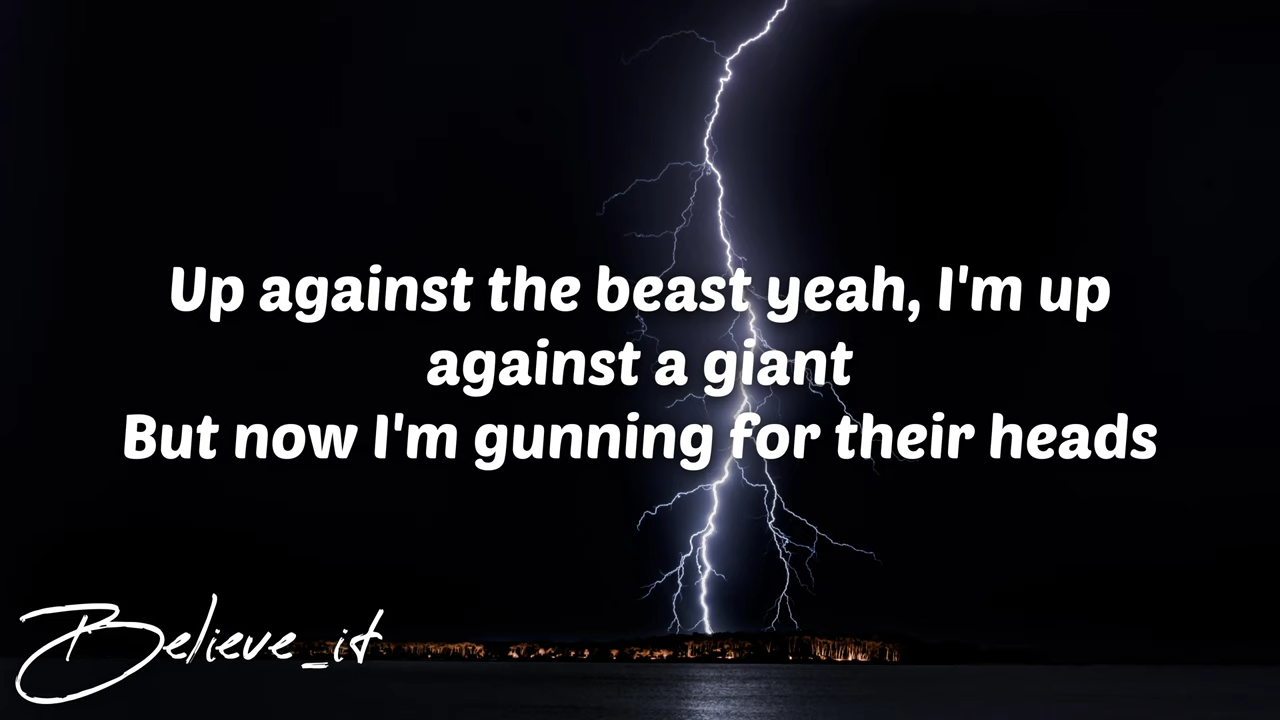 Up against the beast yeah, I'm up
against a giant
But now I'm gunning for their heads
Believe_it